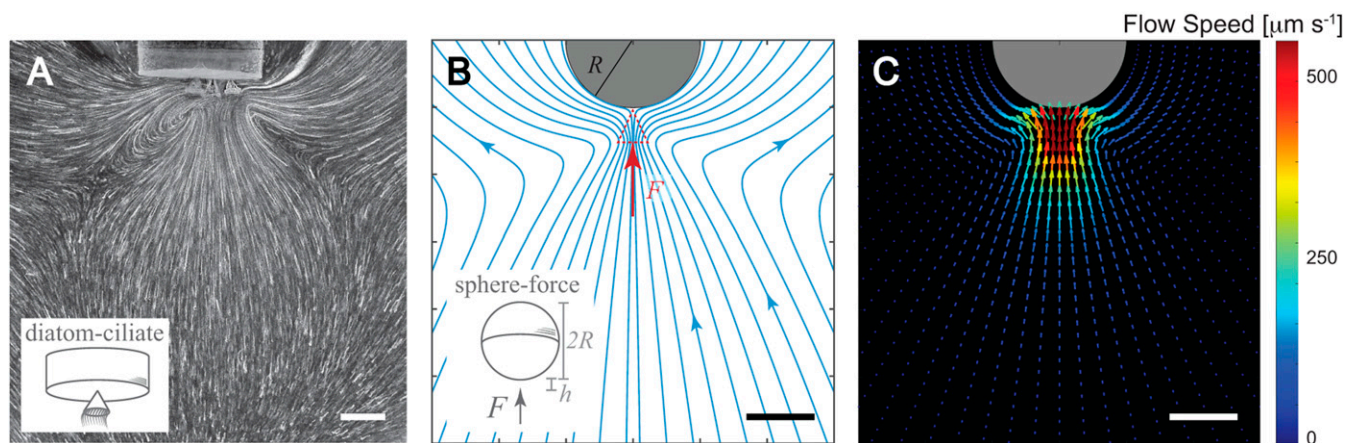 Flow Speed [μm s⁻¹]
A
B
C
R
F
500
250
0
diatom-ciliate
sphere-force
2R
h
F